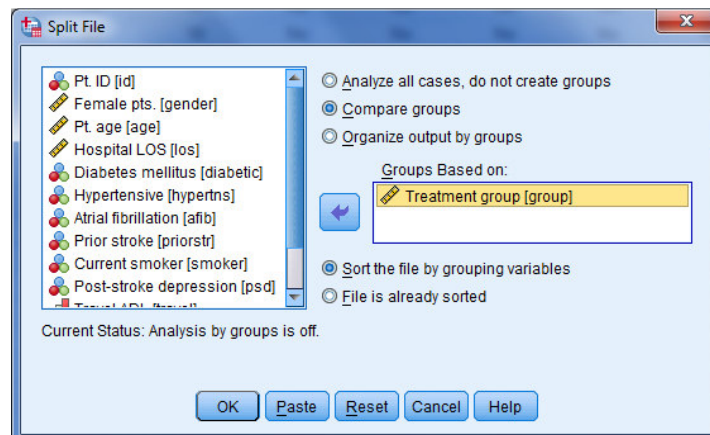 Split File
Pt. ID [id]
Female pts. [gender]
Pt. age [age]
Hospital LOS [los]
Diabetes mellitus [diabetic]
Hypertensive [hypertns]
Atrial fibrillation [afib]
Prior stroke [priorstr]
Current smoker [smoker]
Post-stroke depression [psd]
Analyze all cases, do not create groups
Compare groups
Organize output by groups
Groups Based on:
Treatment group [group]
Sort the file by grouping variables
File is already sorted
Current Status: Analysis by groups is off.
OK
Paste
Reset
Cancel
Help